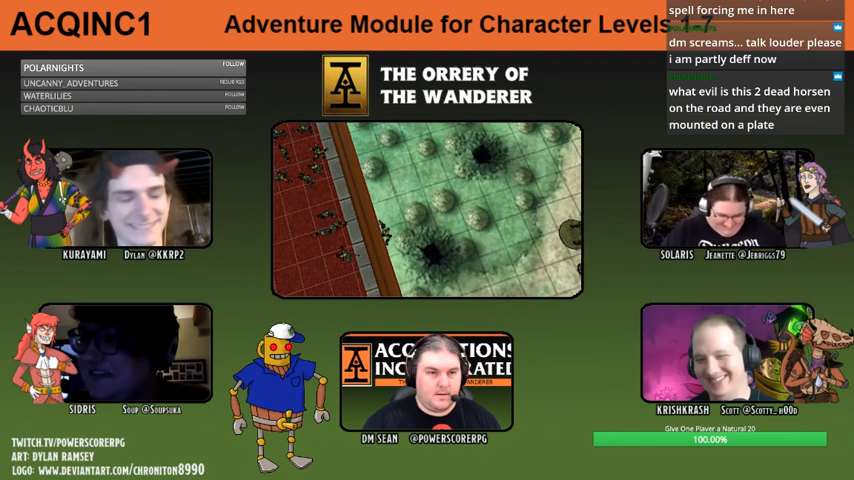 ACQINC1
Adventure Module for Character Levels 1-7
spell forcing me in here
dm screams... talk louder please
i am partly deff now
what evil is this 2 dead horsen
on the road and they are even
mounted on a plate
POLARNIGHTS FOLLOW
UNCANNY_ADVENTURES
WATERLILIES FOLLOW
CHAOTICBLU FOLLOW
THE ORRERY OF
THE WANDERER
KURAYAMI DYLAN @KKRP2
SOLARIS JEANETTE @JEBRIGGS79
SIDRIS SOUP @SOUPSUKA
DM SEAN @POWERSCORERPG
KRISHKRASH SCOTT @SCOTTY_H00D
Give One Player a Natural 20
100.00%
TWITCH.TV/POWERSCORERPG
ART: DYLAN RAMSEY
LOGO: WWW.DEVIANTART.COM/CHRONITON8990